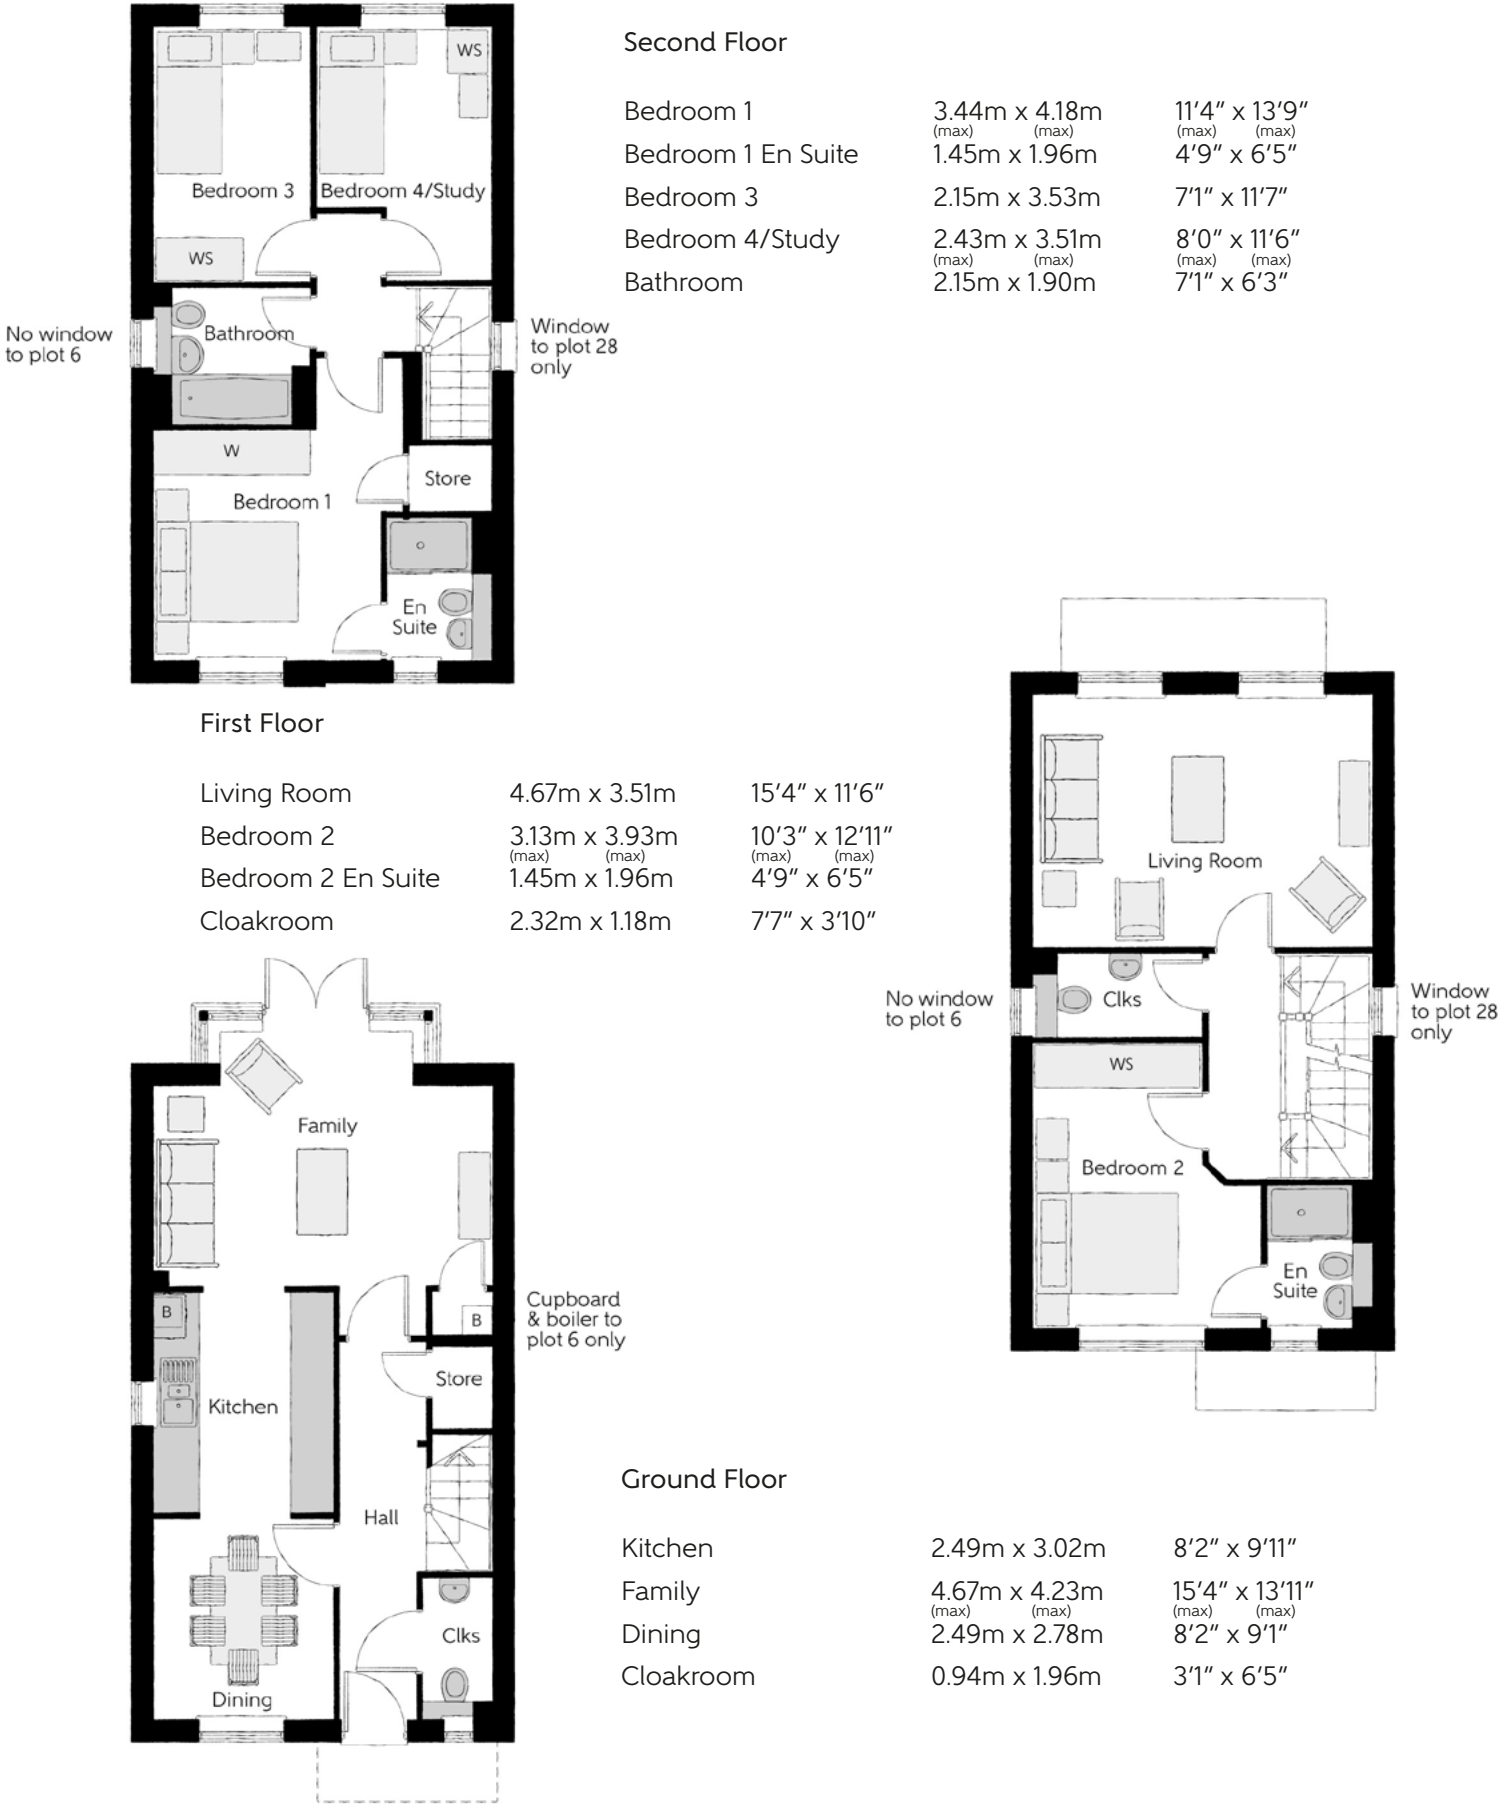 Second Floor
Bedroom 1 3.44m x 4.18m 11'4" x 13'9"
(max) (max) (max) (max)
Bedroom 1 En Suite 1.45m x 1.96m 4'9" x 6'5"
Bedroom 3 2.15m x 3.53m 7'1" x 11'7"
Bedroom 4/Study 2.43m x 3.51m 8'0" x 11'6"
(max) (max) (max) (max)
Bathroom 2.15m x 1.90m 7'1" x 6'3"
WS
Bedroom 3
Bedroom 4/Study
WS
No window
to plot 6
Bathroom
Window
to plot 28
only
W
Store
Bedroom 1
En
Suite
First Floor
Living Room 4.67m x 3.51m 15'4" x 11'6"
Bedroom 2 3.13m x 3.93m 10'3" x 12'11"
(max) (max) (max) (max)
Bedroom 2 En Suite 1.45m x 1.96m 4'9" x 6'5"
Cloakroom 2.32m x 1.18m 7'7" x 3'10"
Living Room
No window
to plot 6
Clks
Window
to plot 28
only
WS
Bedroom 2
En
Suite
Family
B
B
Cupboard
& boiler to
plot 6 only
Store
Kitchen
Hall
Clks
Dining
Ground Floor
Kitchen 2.49m x 3.02m 8'2" x 9'11"
Family 4.67m x 4.23m 15'4" x 13'11"
(max) (max) (max) (max)
Dining 2.49m x 2.78m 8'2" x 9'1"
Cloakroom 0.94m x 1.96m 3'1" x 6'5"